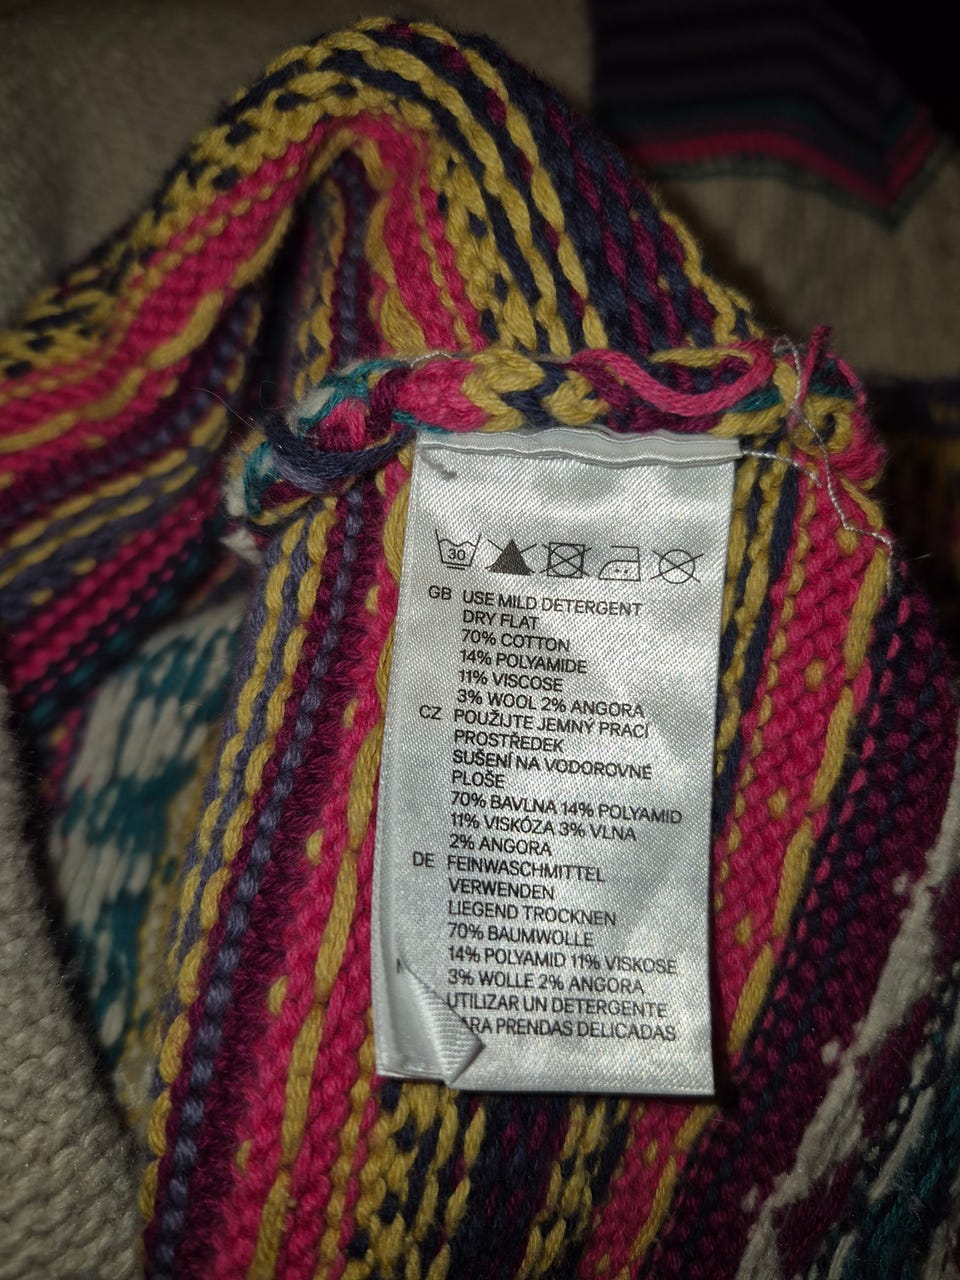 30
GB USE MILD DETERGENT
DRY FLAT
70% COTTON
14% POLYAMIDE
11% VISCOSE
3% WOOL 2% ANGORA
CZ POUŽIJTE JEMNÝ PRACÍ
PROSTŘEDEK
SUŠENÍ NA VODOROVNÉ
PLOŠE
70% BAVLNA 14% POLYAMID
11% VISKÓZA 3% VLNA
2% ANGORA
DE FEINWASCHMITTEL
VERWENDEN
LIEGEND TROCKNEN
70% BAUMWOLLE
14% POLYAMID 11% VISKOSE
3% WOLLE 2% ANGORA
UTILIZAR UN DETERGENTE
PRENDAS DELICADAS